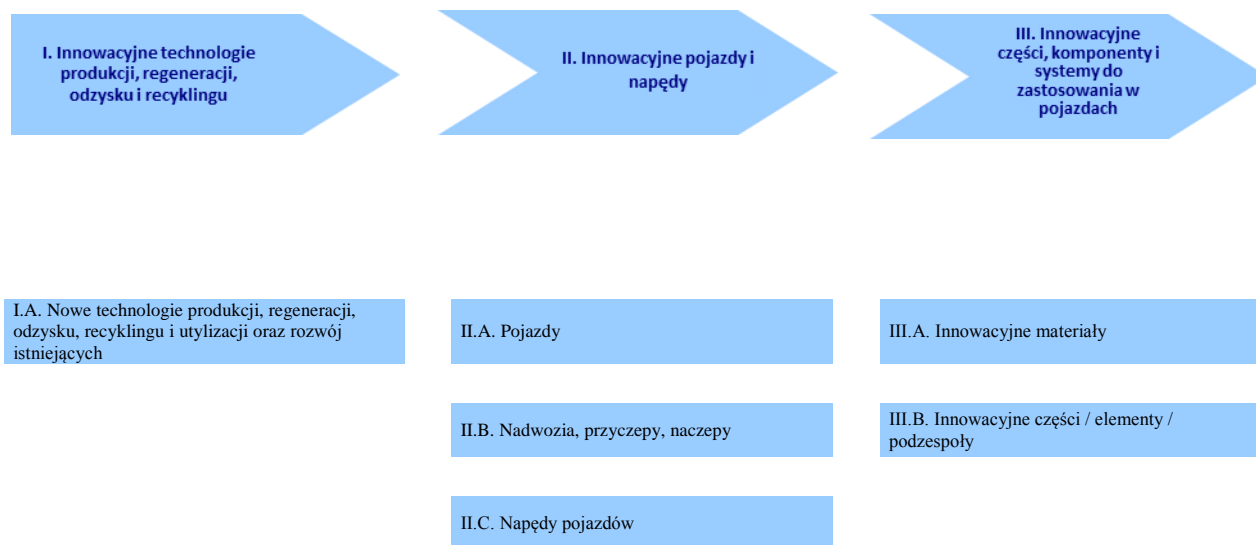 I. Innowacyjne technologie
produkcji, regeneracji,
odzysku i recyklingu
II. Innowacyjne pojazdy i
napędy
III. Innowacyjne
części, komponenty i
systemy do
zastosowania w
pojazdach
I.A. Nowe technologie produkcji, regeneracji,
odzysku, recyklingu i utylizacji oraz rozwój
istniejących
II.A. Pojazdy
III.A. Innowacyjne materiały
II.B. Nadwozia, przyczepy, naczepy
III.B. Innowacyjne części / elementy /
podzespoły
II.C. Napędy pojazdów